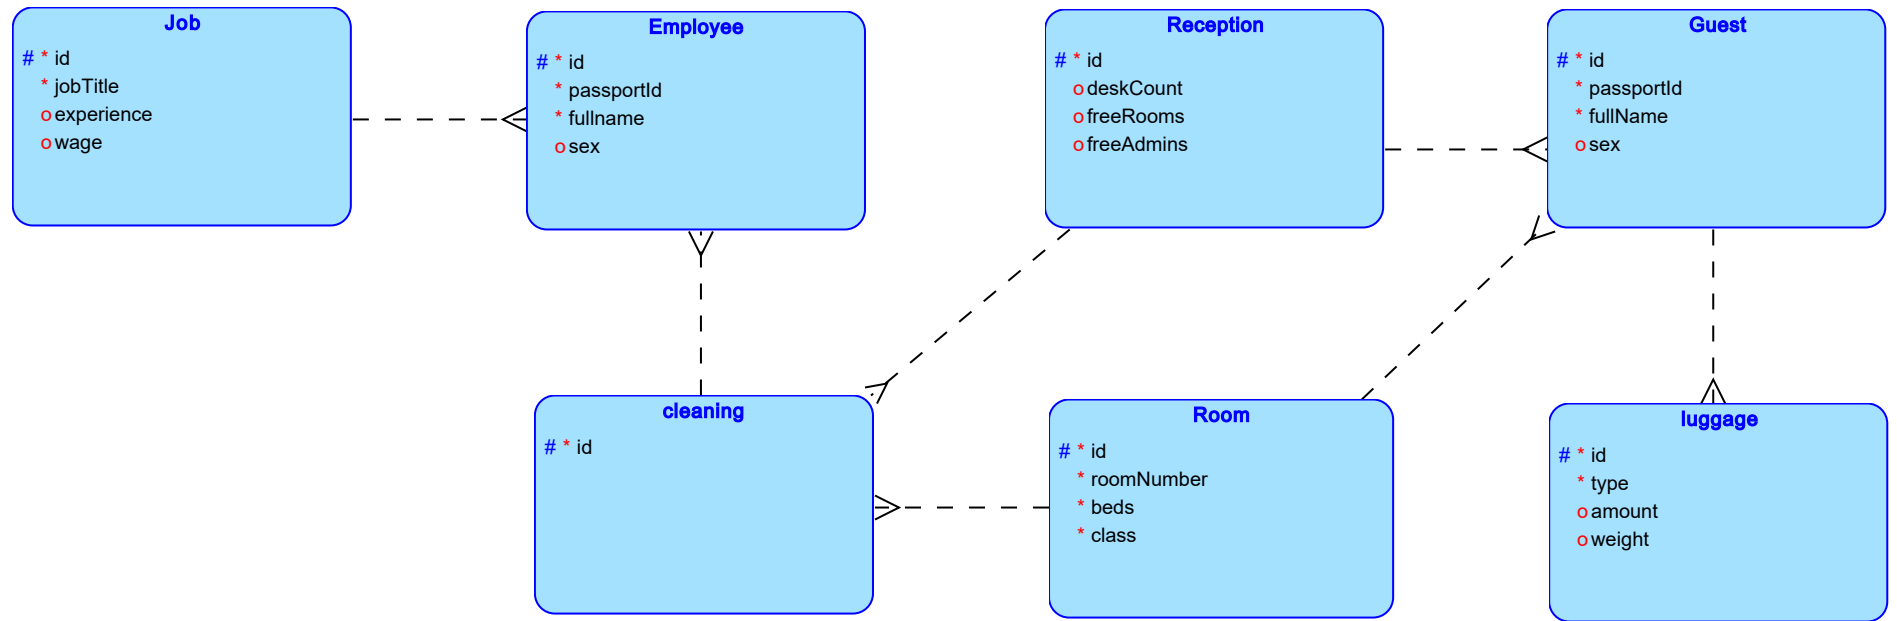 Job
# * id
* jobTitle
o experience
o wage
Employee
# * id
* passportId
* fullname
o sex
Reception
# * id
o deskCount
o freeRooms
o freeAdmins
Guest
# * id
* passportId
* fullName
o sex
cleaning
# * id
Room
# * id
* roomNumber
* beds
* class
luggage
# * id
* type
o amount
o weight